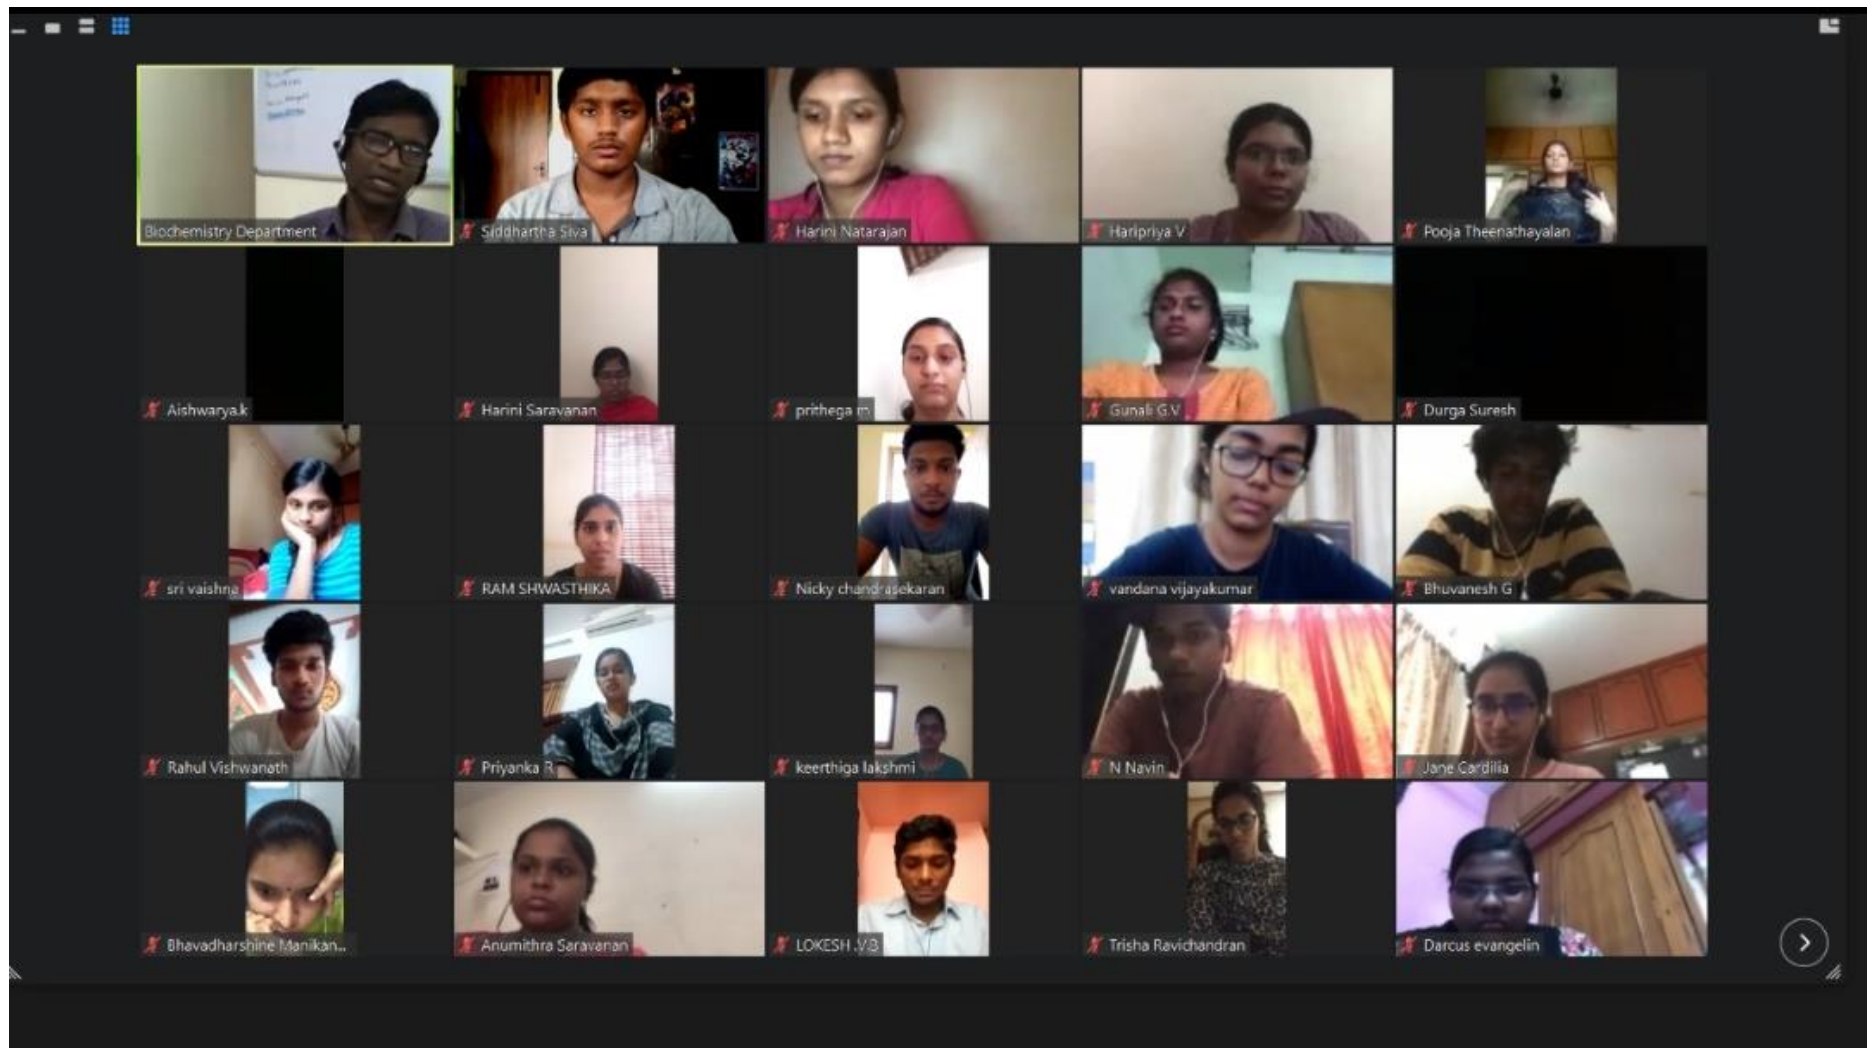 Biochemistry Department
Siddhartha Siva
Harini Natarajan
Haripriya V
Pooja Theenathayalan
Aishwarya.k
Harini Saravanan
prithega m
Gunali G.V
Durga Suresh
sri vaishna
RAM SHWASTHIKA
Nicky chandrasekaran
vandana vijayakumar
Bhuvanesh G
Rahul Vishwanath
Priyanka R
keerthiga lakshmi
N Navin
Jane Cardilia
Bhavadharshine Manikan...
Anumithra Saravanan
LOKESH .V.B
Trisha Ravichandran
Darcus evangelin